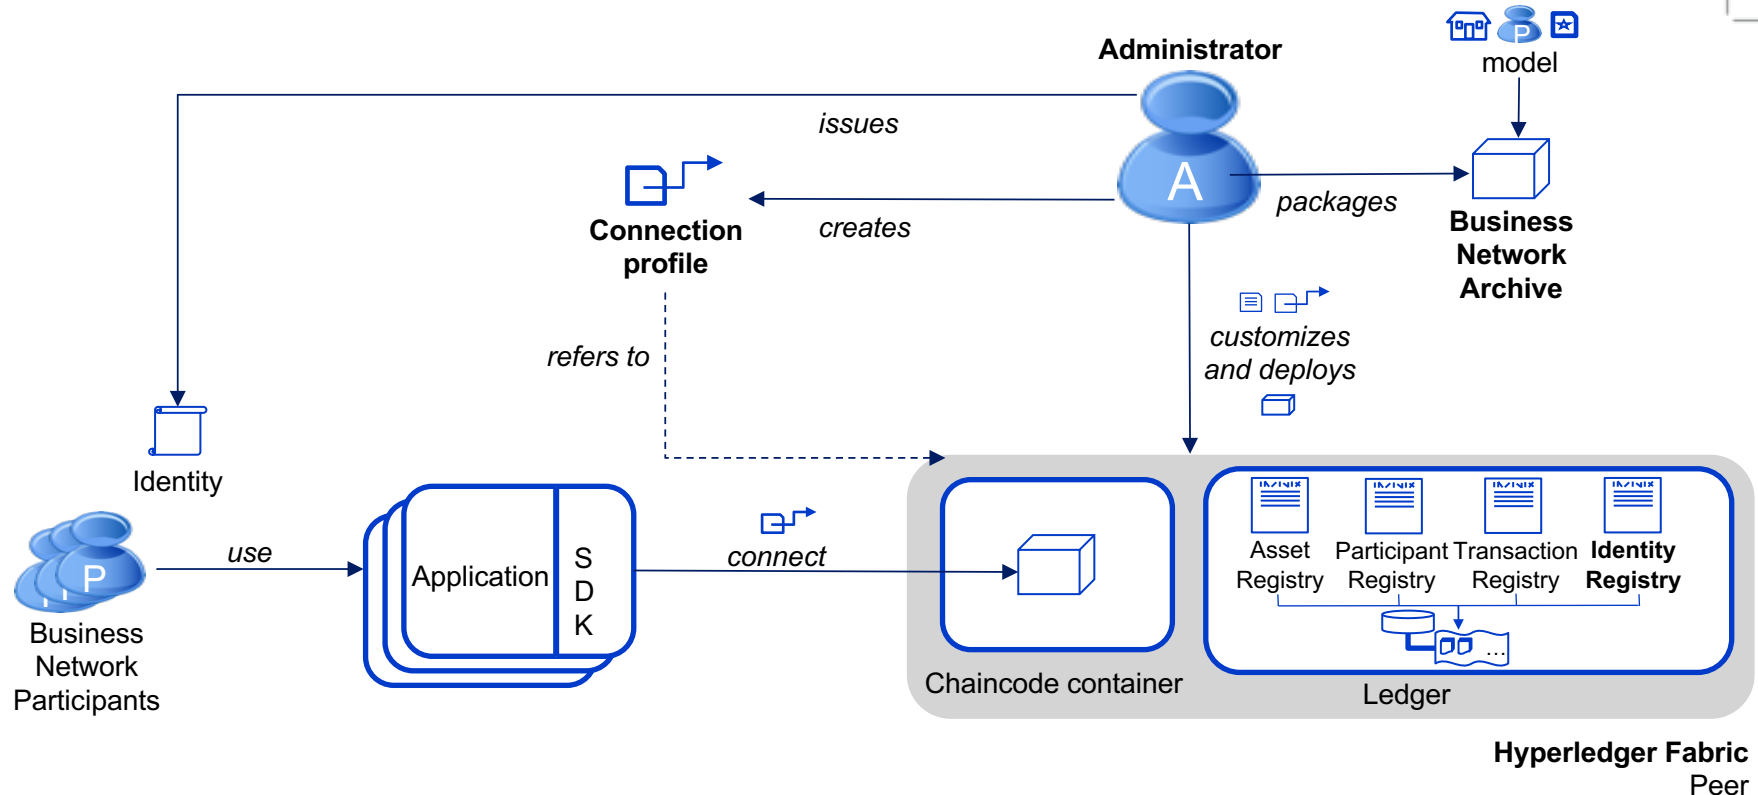 Administrator
P
model
issues
A
packages
Connection
profile
creates
Business
Network
Archive
customizes
and deploys
refers to
Identity
P
use
Application
S
D
K
connect
Asset
Registry
Participant
Registry
Transaction
Registry
Identity
Registry
...
Business
Network
Participants
Chaincode container
Ledger
Hyperledger Fabric
Peer